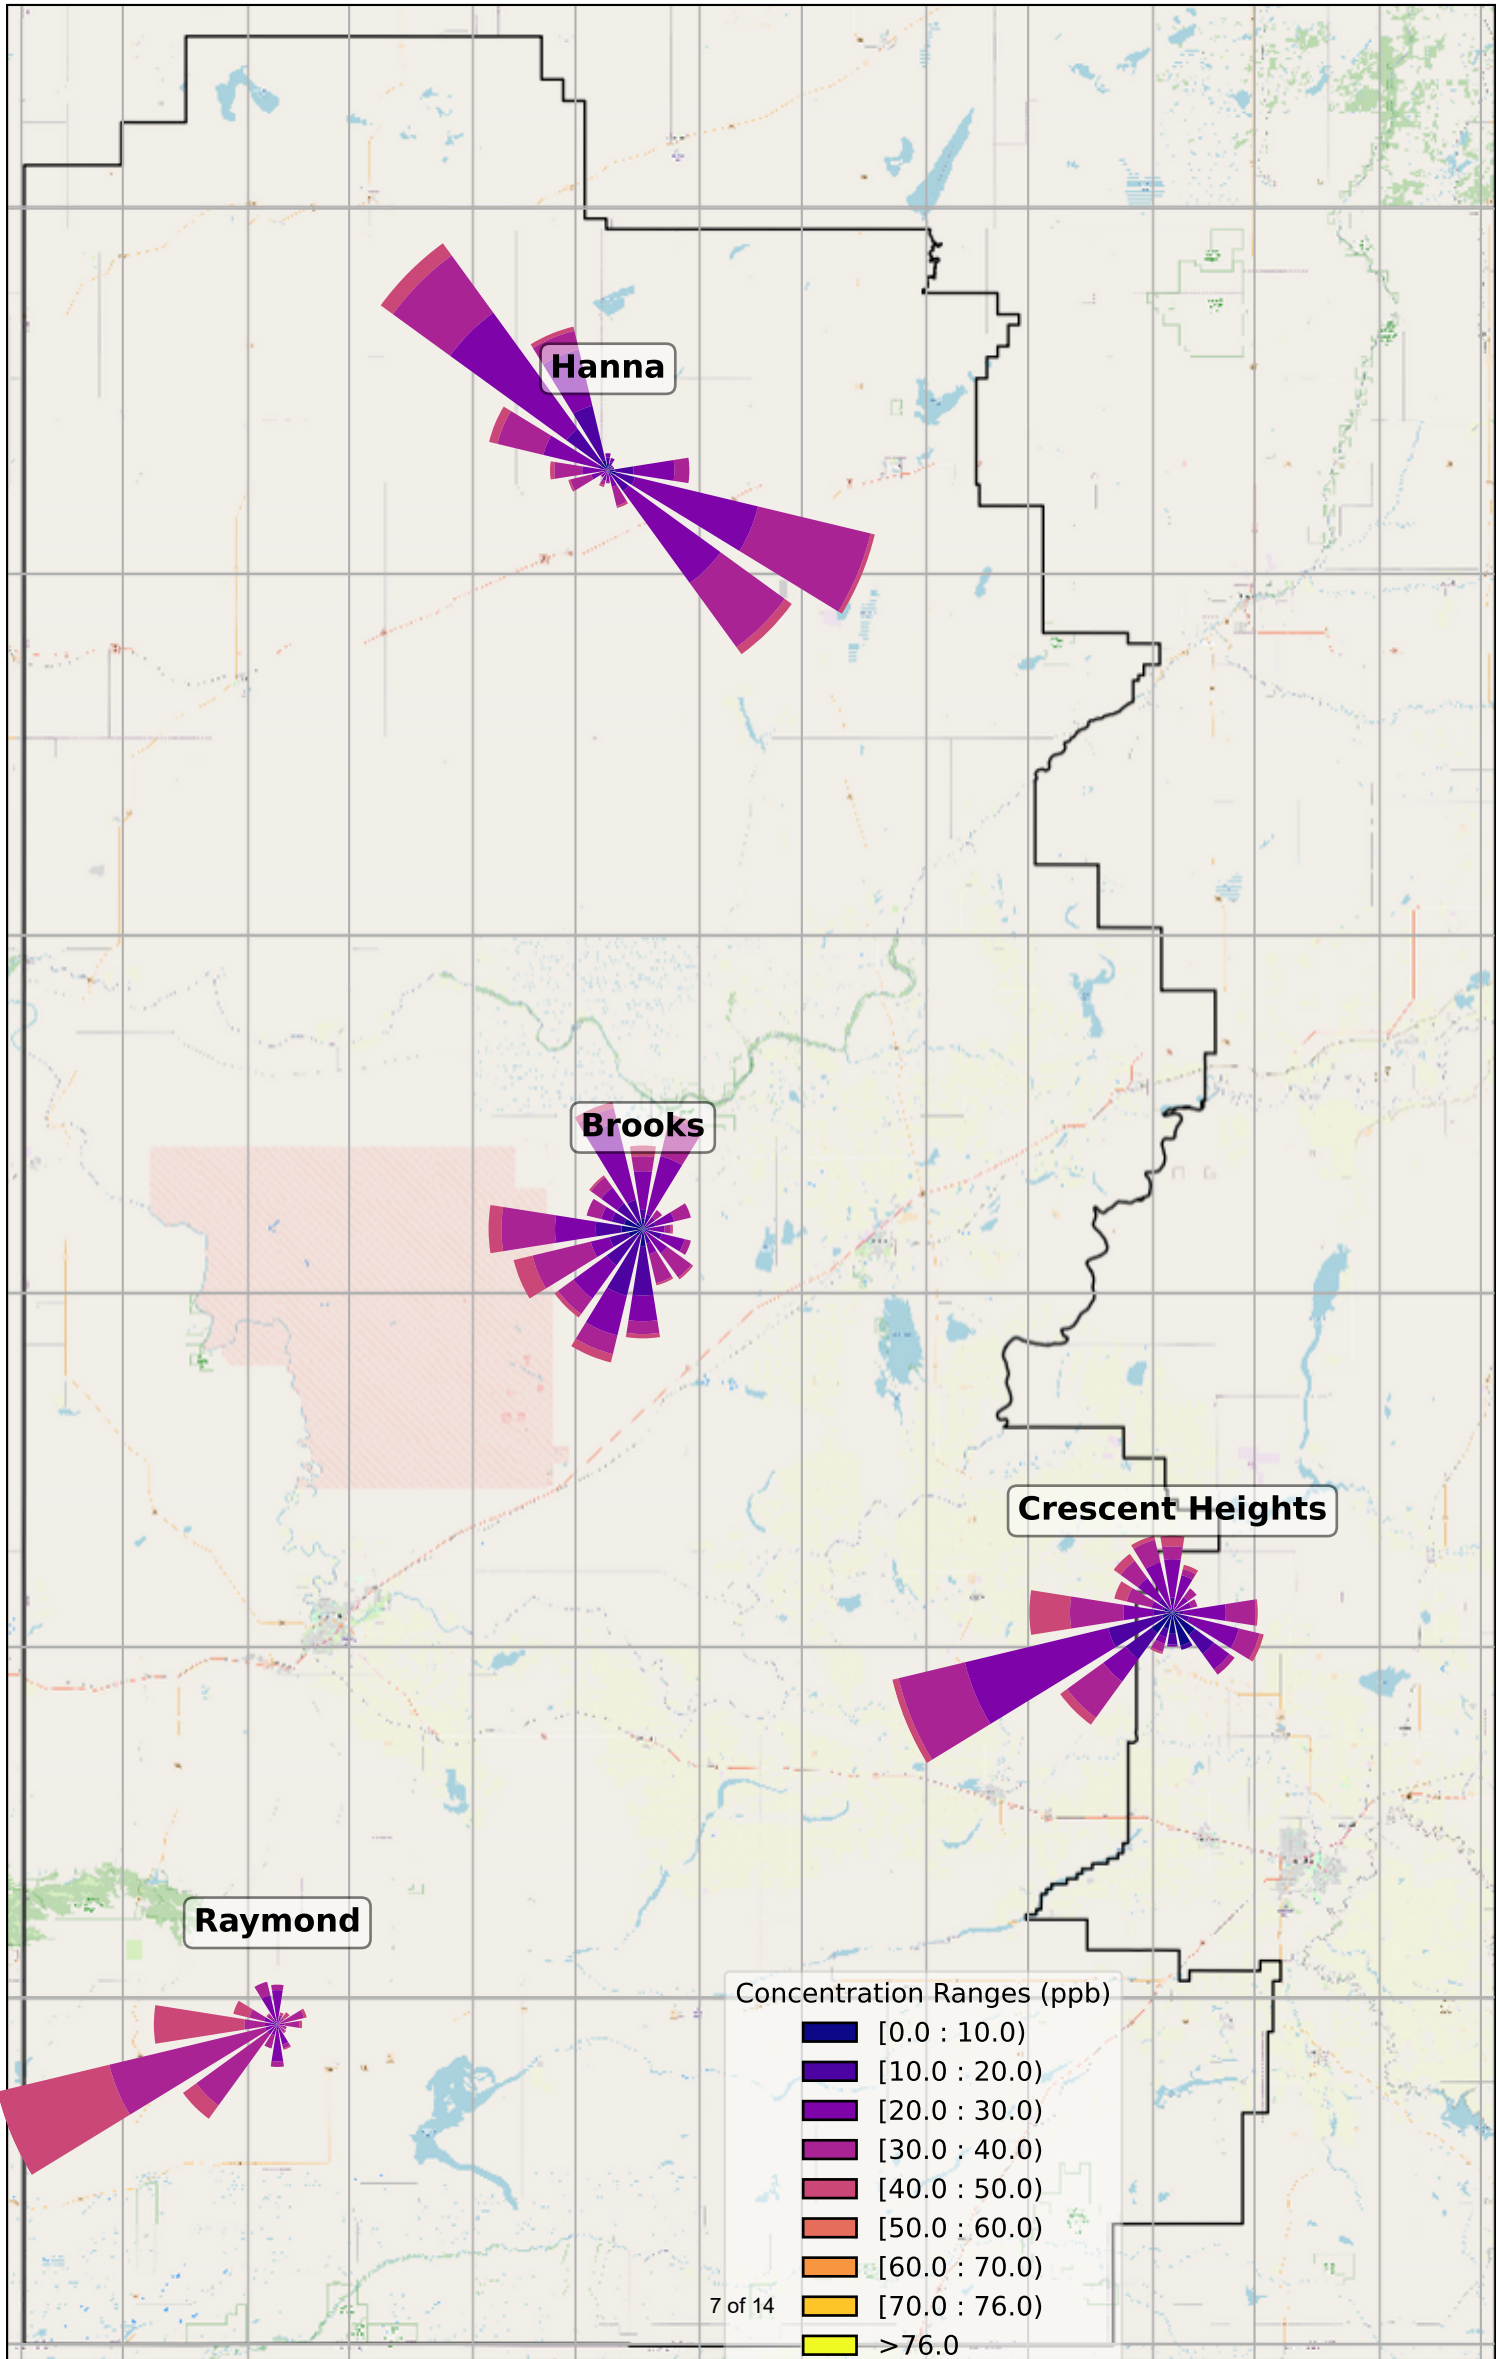 Hanna
Brooks
Crescent Heights
Raymond
Concentration Ranges (ppb)
[0.0 : 10.0)
[10.0 : 20.0)
[20.0 : 30.0)
[30.0 : 40.0)
[40.0 : 50.0)
[50.0 : 60.0)
[60.0 : 70.0)
7 of 14
[70.0 : 76.0)
>76.0